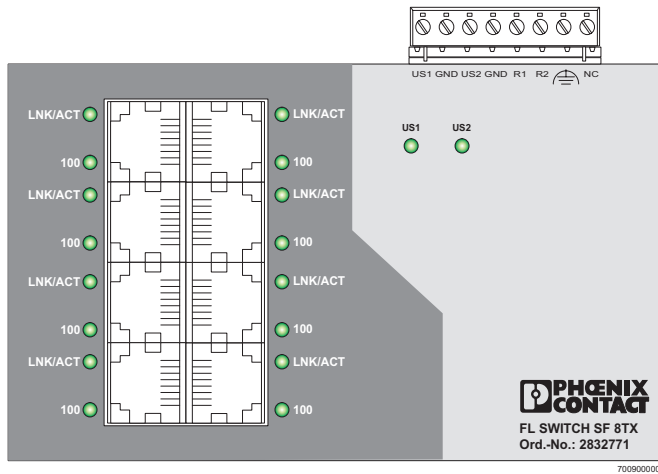 US1 GND US2 GND R1 R2 NC
US1 US2
LNK/ACT LNK/ACT
100 100
LNK/ACT LNK/ACT
100 100
LNK/ACT LNK/ACT
100 100
LNK/ACT LNK/ACT
100 100
PHŒNIX
CONTACT
FL SWITCH SF 8TX
Ord.-No.: 2832771